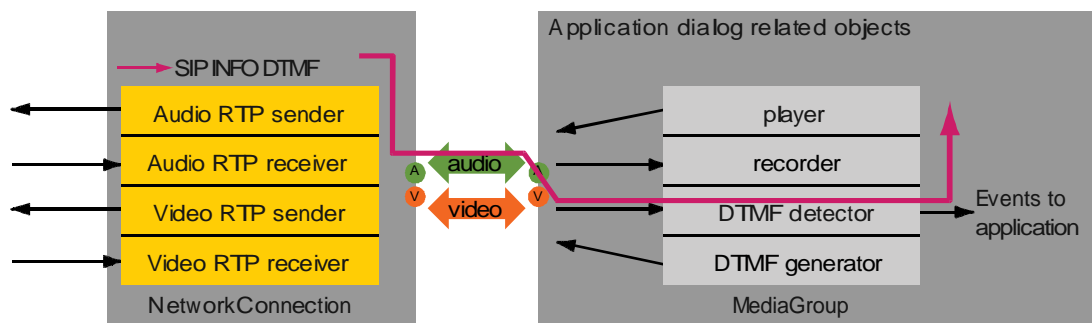 Application dialog related objects
SIP INFO DTMF
Audio RTP sender
Audio RTP receiver
Video RTP sender
Video RTP receiver
NetworkConnection
A
audio
A
V
video
V
player
recorder
DTMF detector
DTMF generator
MediaGroup
Events to
application